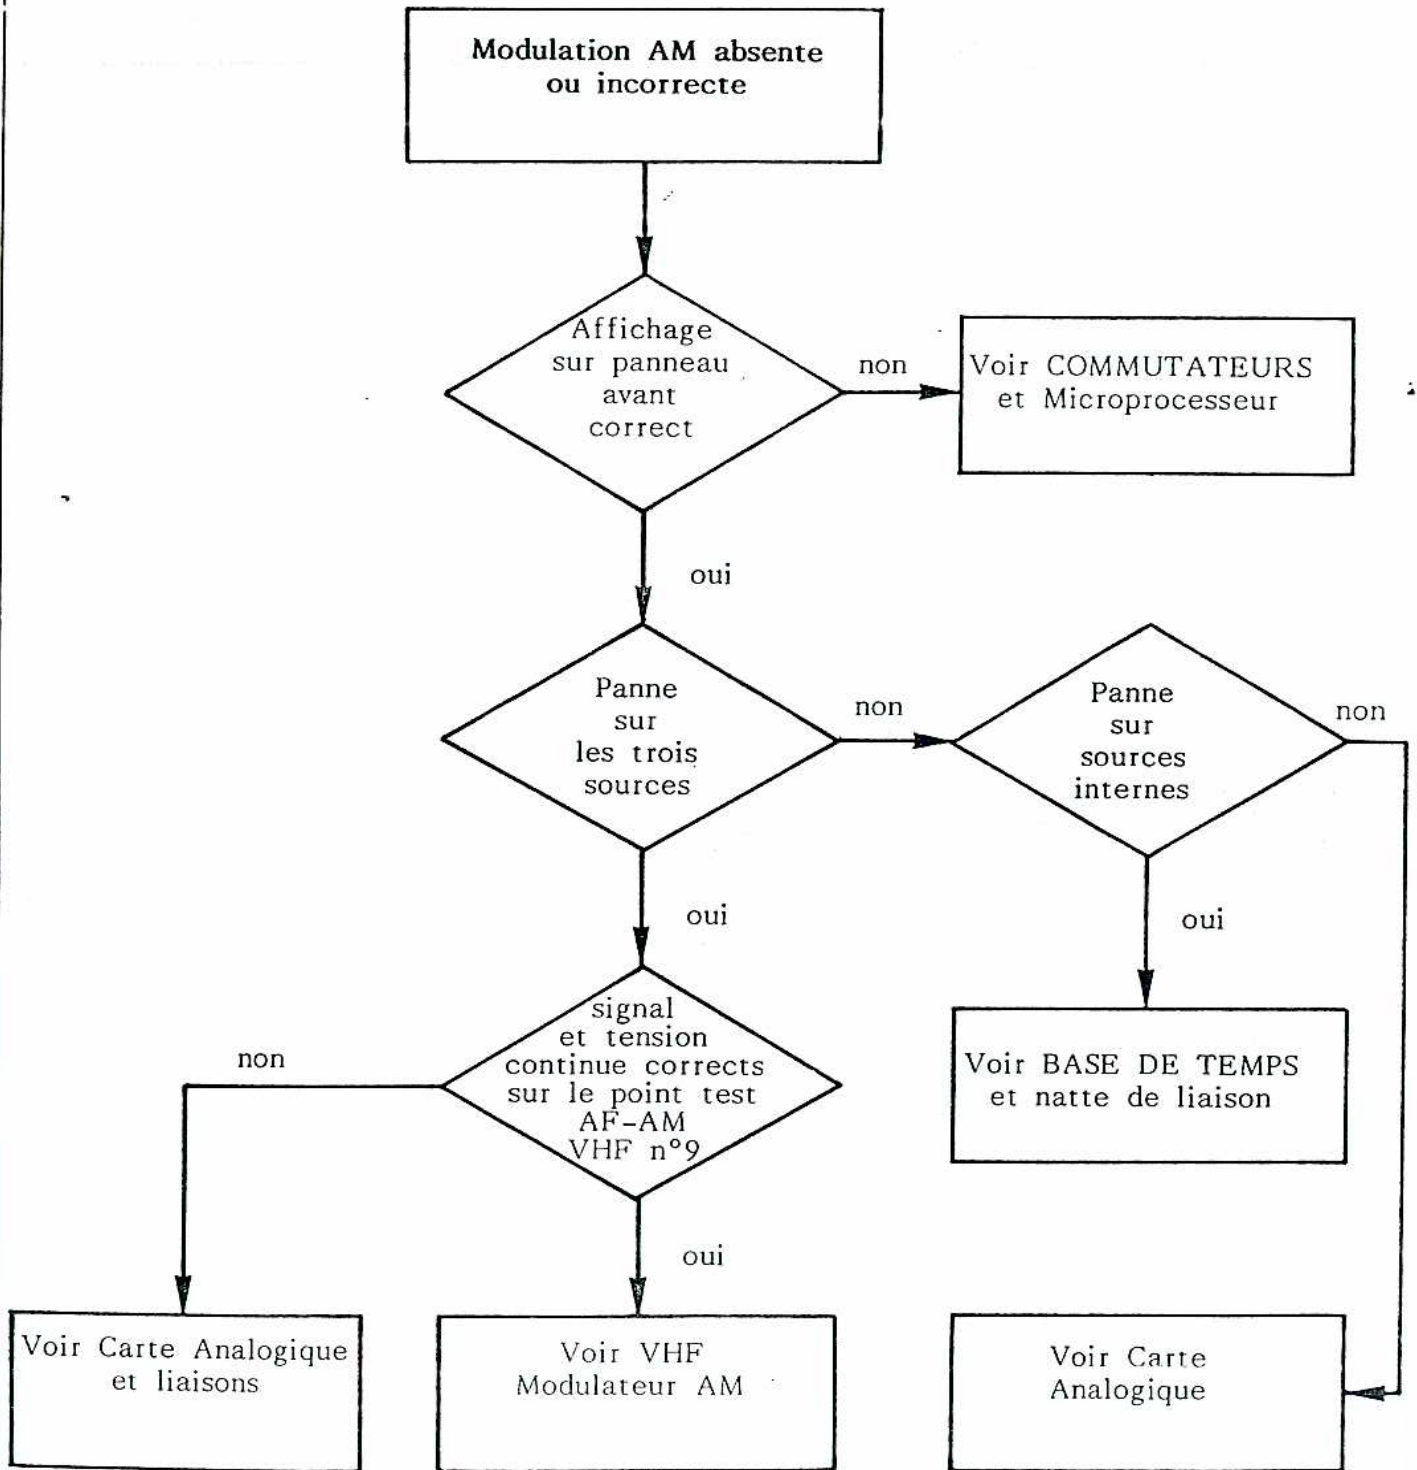 Modulation AM absente
ou incorrecte
Affichage
sur panneau
avant
correct
non
Voir COMMUTATEURS
et Microprocesseur
oui
Panne
sur
les trois
sources
non
Panne
sur
sources
internes
non
oui
oui
signal
et tension
continue corrects
sur le point test
AF-AM
VHF n°9
non
Voir BASE DE TEMPS
et natte de liaison
oui
Voir Carte Analogique
et liaisons
Voir VHF
Modulateur AM
Voir Carte
Analogique